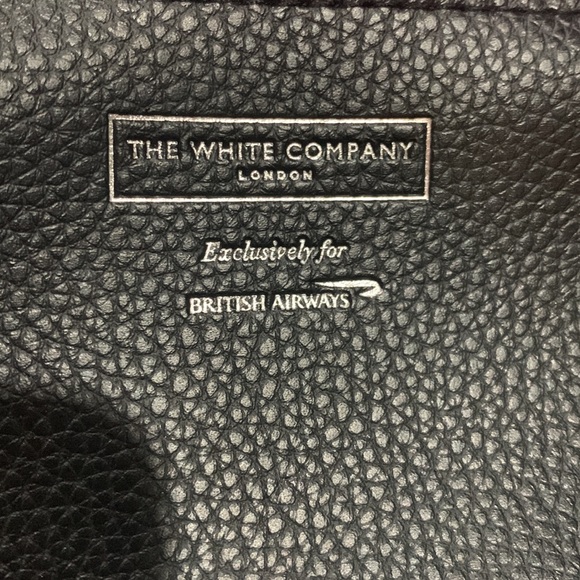 THE WHITE COMPANY
LONDON
Exclusively for
BRITISH AIRWAYS